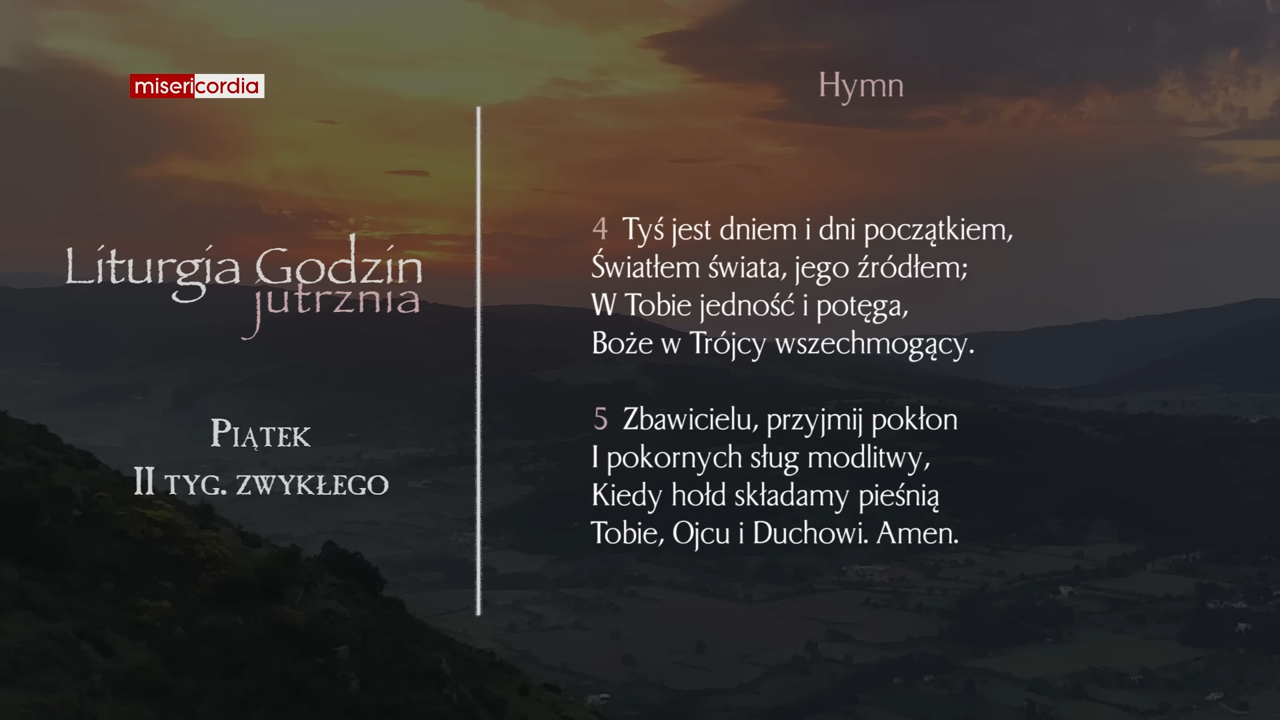 misericordia
Liturgia Godzin
jutrznia
Piątek
II tyg. zwykłego
Hymn
4 Tyś jest dniem i dni początkiem,
Światłem świata, jego źródłem;
W Tobie jedność i potęga,
Boże w Trójcy wszechmogący.
5 Zbawicielu, przyjmij pokłon
I pokornych sług modlitwy,
Kiedy hołd składamy pieśnią
Tobie, Ojcu i Duchowi. Amen.